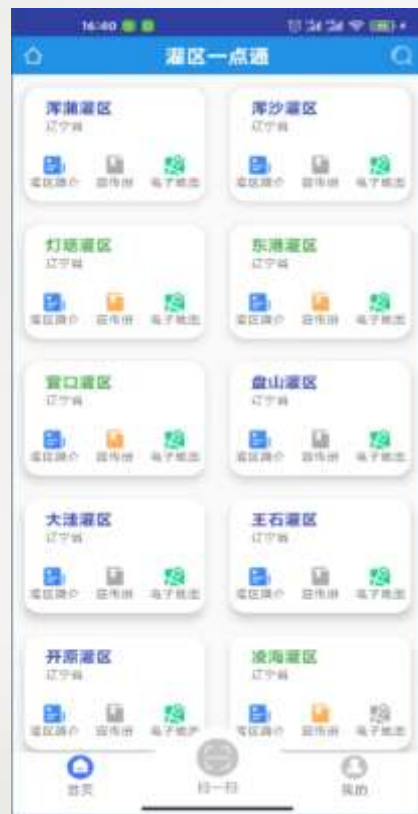 16:40
灌区一点通
浑蒲灌区
辽宁省
灌区简介 宣传册 电子地图
浑沙灌区
辽宁省
灌区简介 宣传册 电子地图
灯塔灌区
辽宁省
灌区简介 宣传册 电子地图
东港灌区
辽宁省
灌区简介 宣传册 电子地图
营口灌区
辽宁省
灌区简介 宣传册 电子地图
盘山灌区
辽宁省
灌区简介 宣传册 电子地图
大洼灌区
辽宁省
灌区简介 宣传册 电子地图
王石灌区
辽宁省
灌区简介 宣传册 电子地图
开原灌区
辽宁省
灌区简介 宣传册 电子地图
凌海灌区
辽宁省
灌区简介 宣传册 电子地图
首页 扫一扫 我的